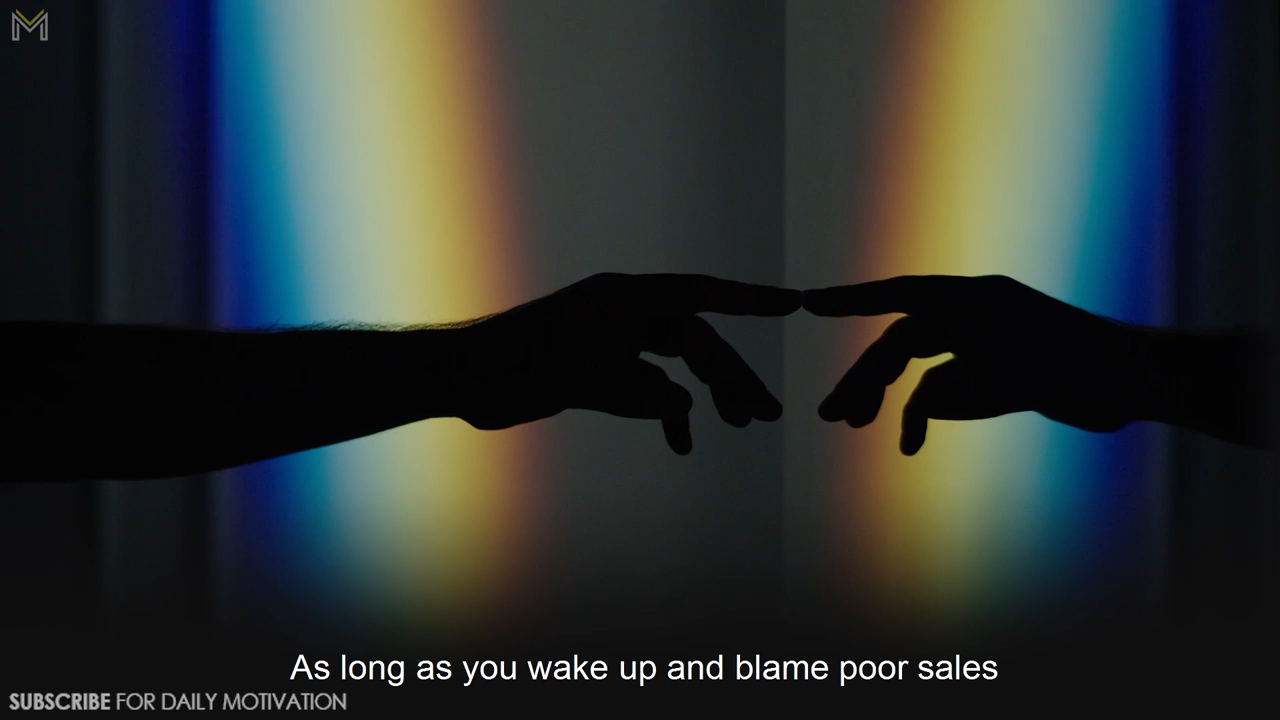 M
As long as you wake up and blame poor sales
SUBSCRIBE FOR DAILY MOTIVATION